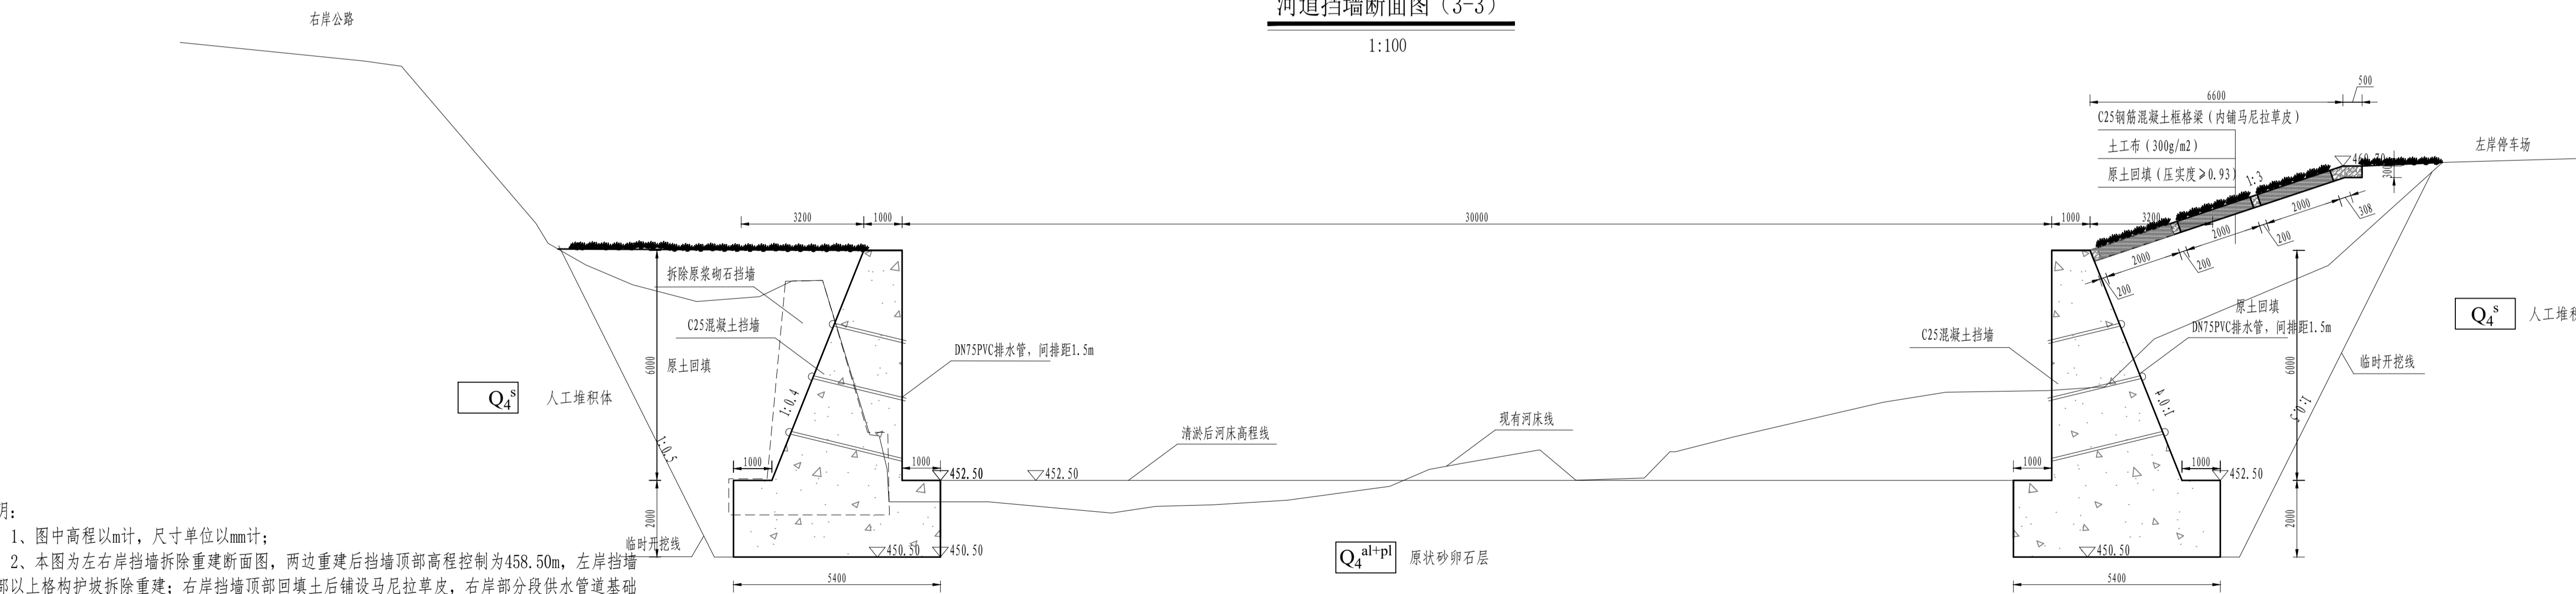 河道挡墙断面图（3-3）
1:100
右岸公路
500
6600
C25钢筋混凝土框格梁（内铺马尼拉草皮）
土工布（300g/m2）
原土回填（压实度≥0.93）
左岸停车场
1:3
300
3200
1000
30000
1000
3200
2000
308
2000
200
2000
200
200
拆除原浆砌石挡墙
C25混凝土挡墙
原土回填
6000
DN75PVC排水管，间排距1.5m
C25混凝土挡墙
原土回填
DN75PVC排水管，间排距1.5m
6000
临时开挖线
Q4s
人工堆积
Q4s
人工堆积体
1:0.4
1:0.5
1:0.4
1:0.5
清淤后河床高程线
现有河床线
1000
1000
452.50
452.50
1000
1000
452.50
2000
2000
临时开挖线
450.50
450.50
450.50
Q4al+pl
原状砂卵石层
5400
5400
明：
1、图中高程以m计，尺寸单位以mm计；
2、本图为左右岸挡墙拆除重建断面图，两边重建后挡墙顶部高程控制为458.50m，左岸挡墙
部以上格构护坡拆除重建；右岸挡墙顶部回填土后铺设马尼拉草皮，右岸部分段供水管道基础